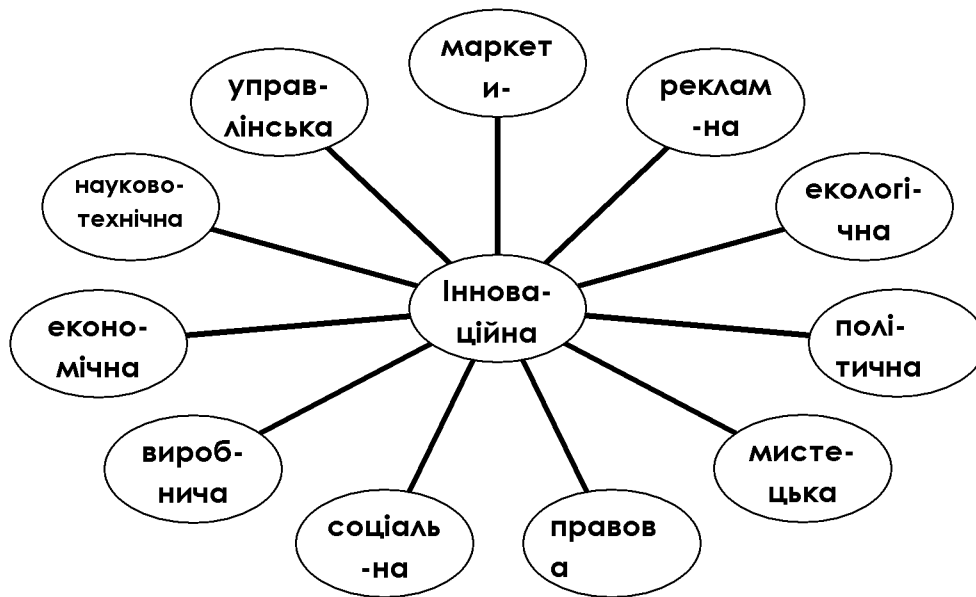 маркет
и-
управ-
лінська
реклам
-на
науково-
технічна
екологі-
чна
Іннова-
ційна
еконо-
мічна
полі-
тична
вироб-
нича
мисте-
цька
соціаль
-на
правов
а